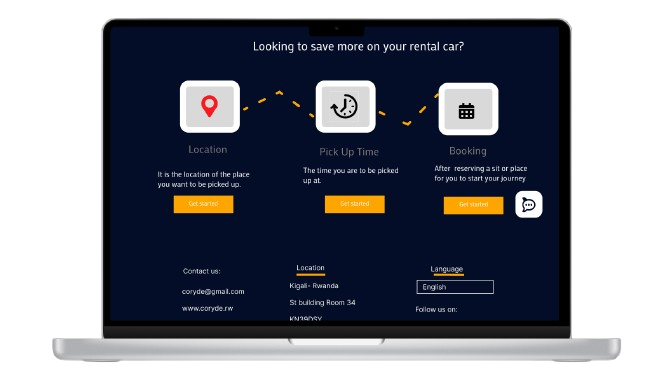 Looking to save more on your rental car?
Location
Pick Up Time
Booking
It is the location of the place
you want to be picked up.
The time you are to be picked
up at.
After reserving a sit or place
for you to start your journey
Get started
Get started
Get started
Contact us:
coryde@gmail.com
www.coryde.rw
Location
Kigali- Rwanda
St building Room 34
KN39DSY
Language
English
Follow us on: